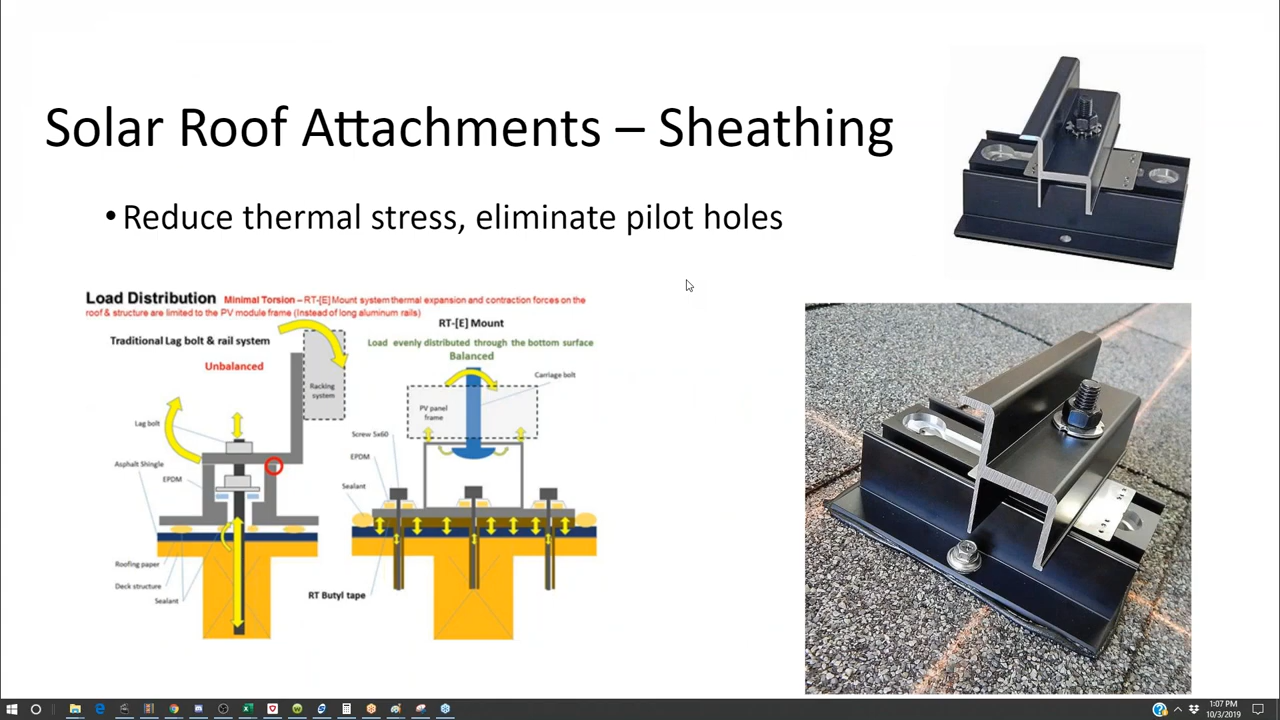 Solar Roof Attachments – Sheathing
• Reduce thermal stress, eliminate pilot holes
Load Distribution Minimal Torsion – RT-[E] Mount system thermal expansion and contraction forces on the
roof & structure are limited to the PV module frame (Instead of long aluminum rails)
Traditional Lag bolt & rail system
Unbalanced
Racking
system
Lag bolt
Asphalt Shingle
EPDM
Roofing paper
Deck structure
Sealant
RT-[E] Mount
Load evenly distributed through the bottom surface
Balanced
Carriage bolt
PV panel
frame
Screw 5x60
EPDM
Sealant
RT Butyl tape
1:07 PM
10/3/2019